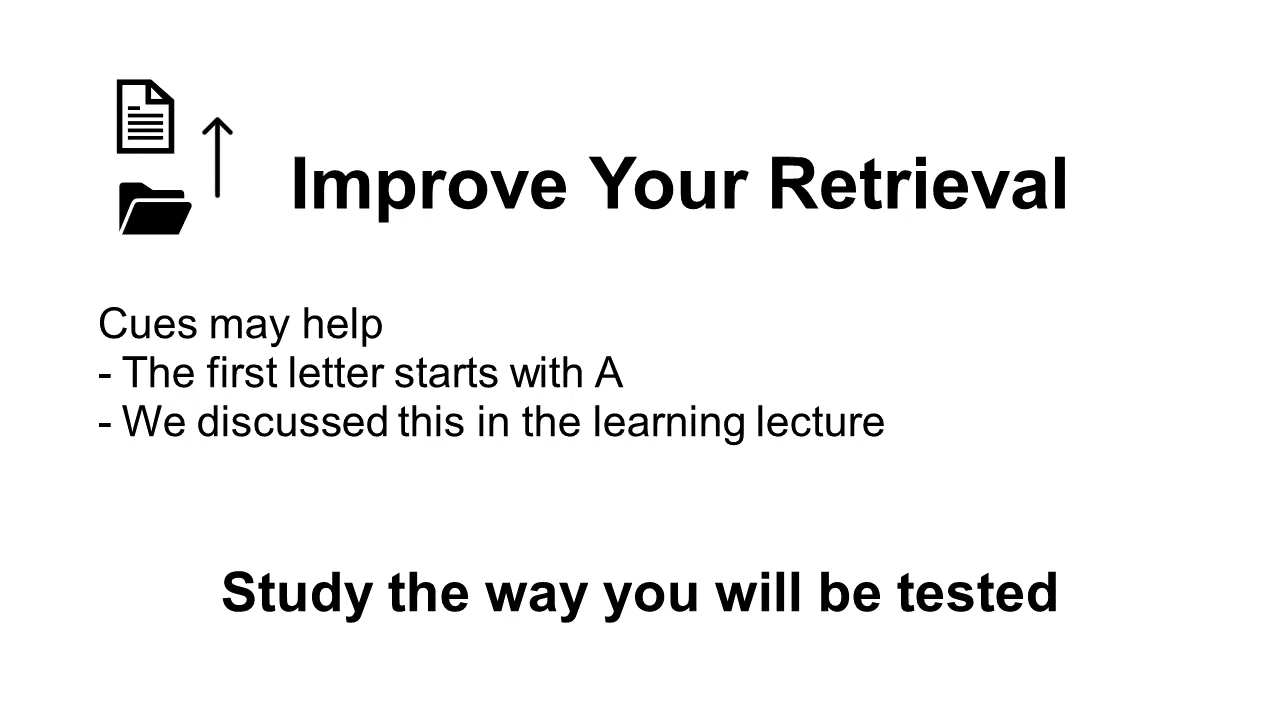 Improve Your Retrieval
Cues may help
- The first letter starts with A
- We discussed this in the learning lecture
Study the way you will be tested